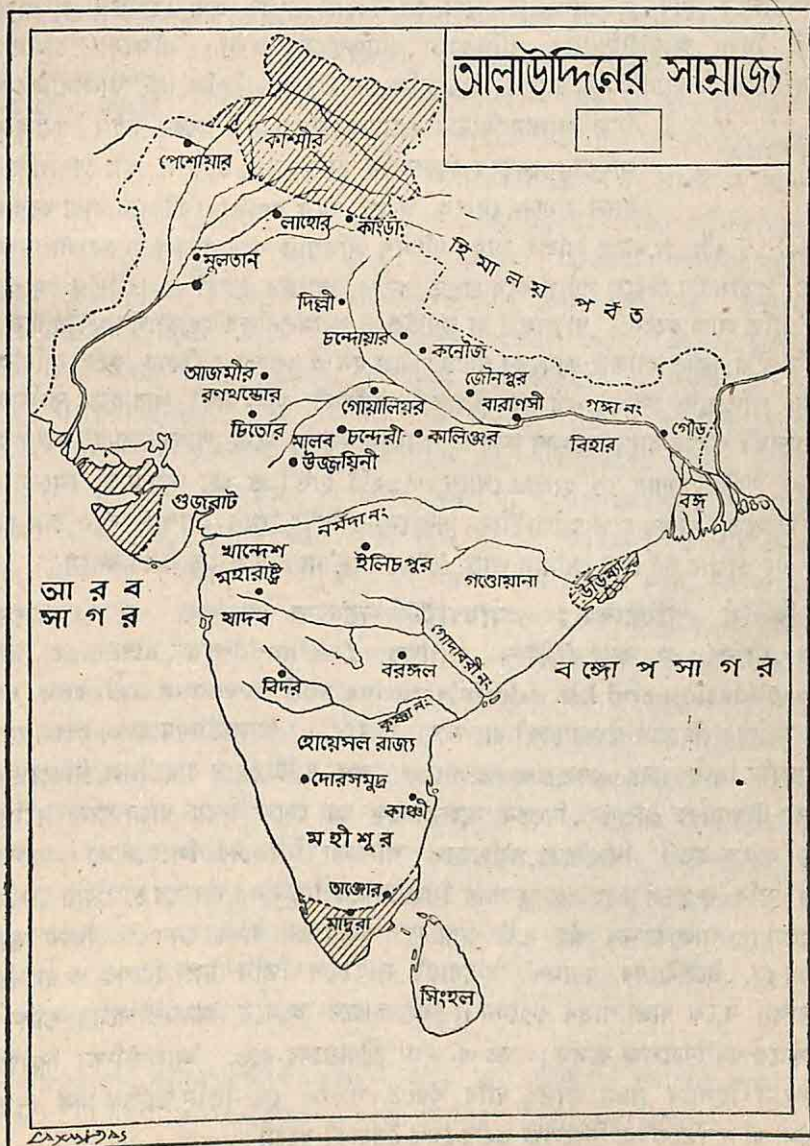 আলাউদ্দিনের সাম্রাজ্য
কাশ্মীর
পেশোয়ার
লাহোর
কাংড়া
মুলতান
হিমালয় পর্বত
দিল্লী
চন্দোয়ার
কনৌজ
আজমীর
রণথম্ভোর
জৌনপুর
গোয়ালিয়র
বারাণসী
গঙ্গা নং
গৌড়
চিতোর
মালব
চন্দেরী
কালিঞ্জর
বিহার
উজ্জয়িনী
গুজরাট
বঙ্গ
নর্মদা নং
খান্দেশ
মহারাষ্ট্র
ইলিচপুর
গণ্ডোয়ানা
উড়িষ্যা
আরব
সাগর
যাদব
গোদাবরী নং
বরঙ্গল
বঙ্গোপসাগর
বিদর
কৃষ্ণা নং
হোয়েসল রাজ্য
দোরসমুদ্র
কাঞ্চী
মহীশূর
তাঞ্জোর
মাদুরা
সিংহল
LAXMIDAS